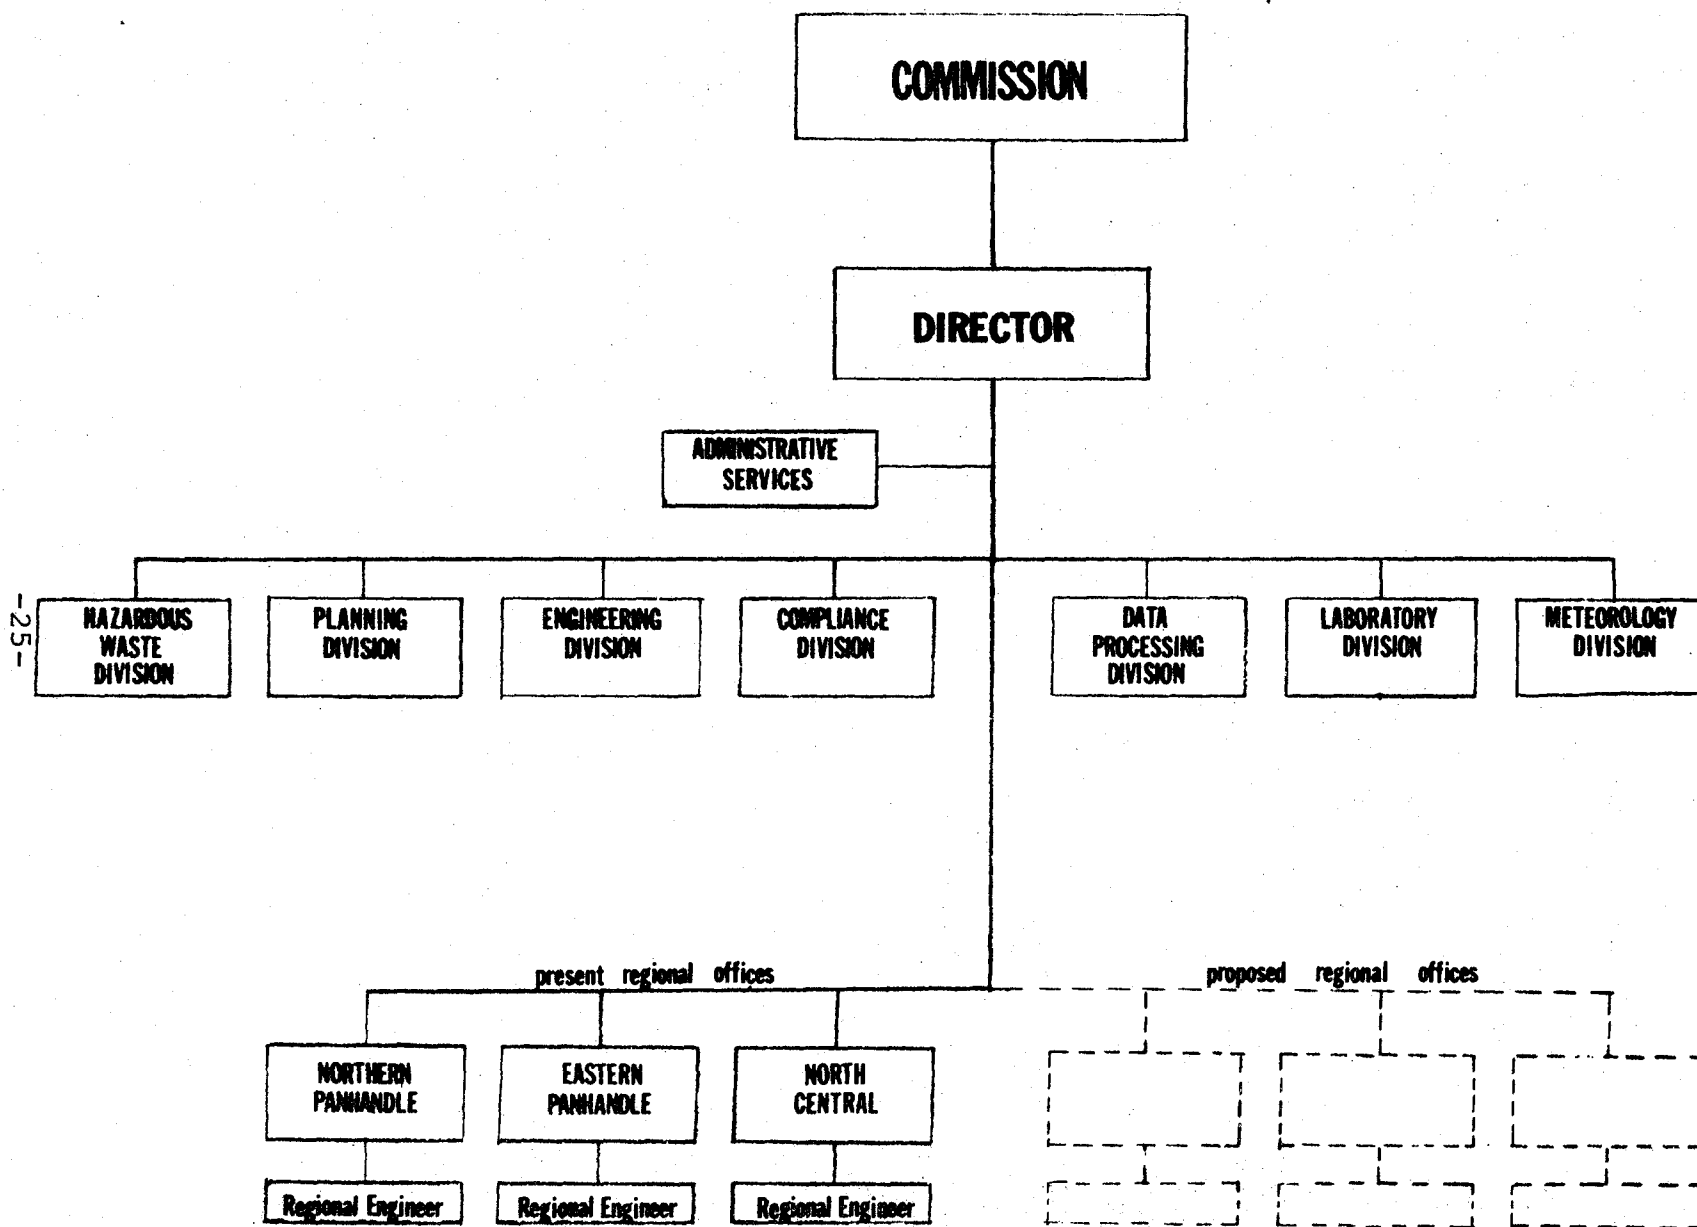 COMMISSION
DIRECTOR
ADMINISTRATIVE
SERVICES
-25-
HAZARDOUS
WASTE
DIVISION
PLANNING
DIVISION
ENGINEERING
DIVISION
COMPLIANCE
DIVISION
DATA
PROCESSING
DIVISION
LABORATORY
DIVISION
METEOROLOGY
DIVISION
present regional offices
proposed regional offices
NORTHERN
PANHANDLE
EASTERN
PANHANDLE
NORTH
CENTRAL
Regional Engineer
Regional Engineer
Regional Engineer